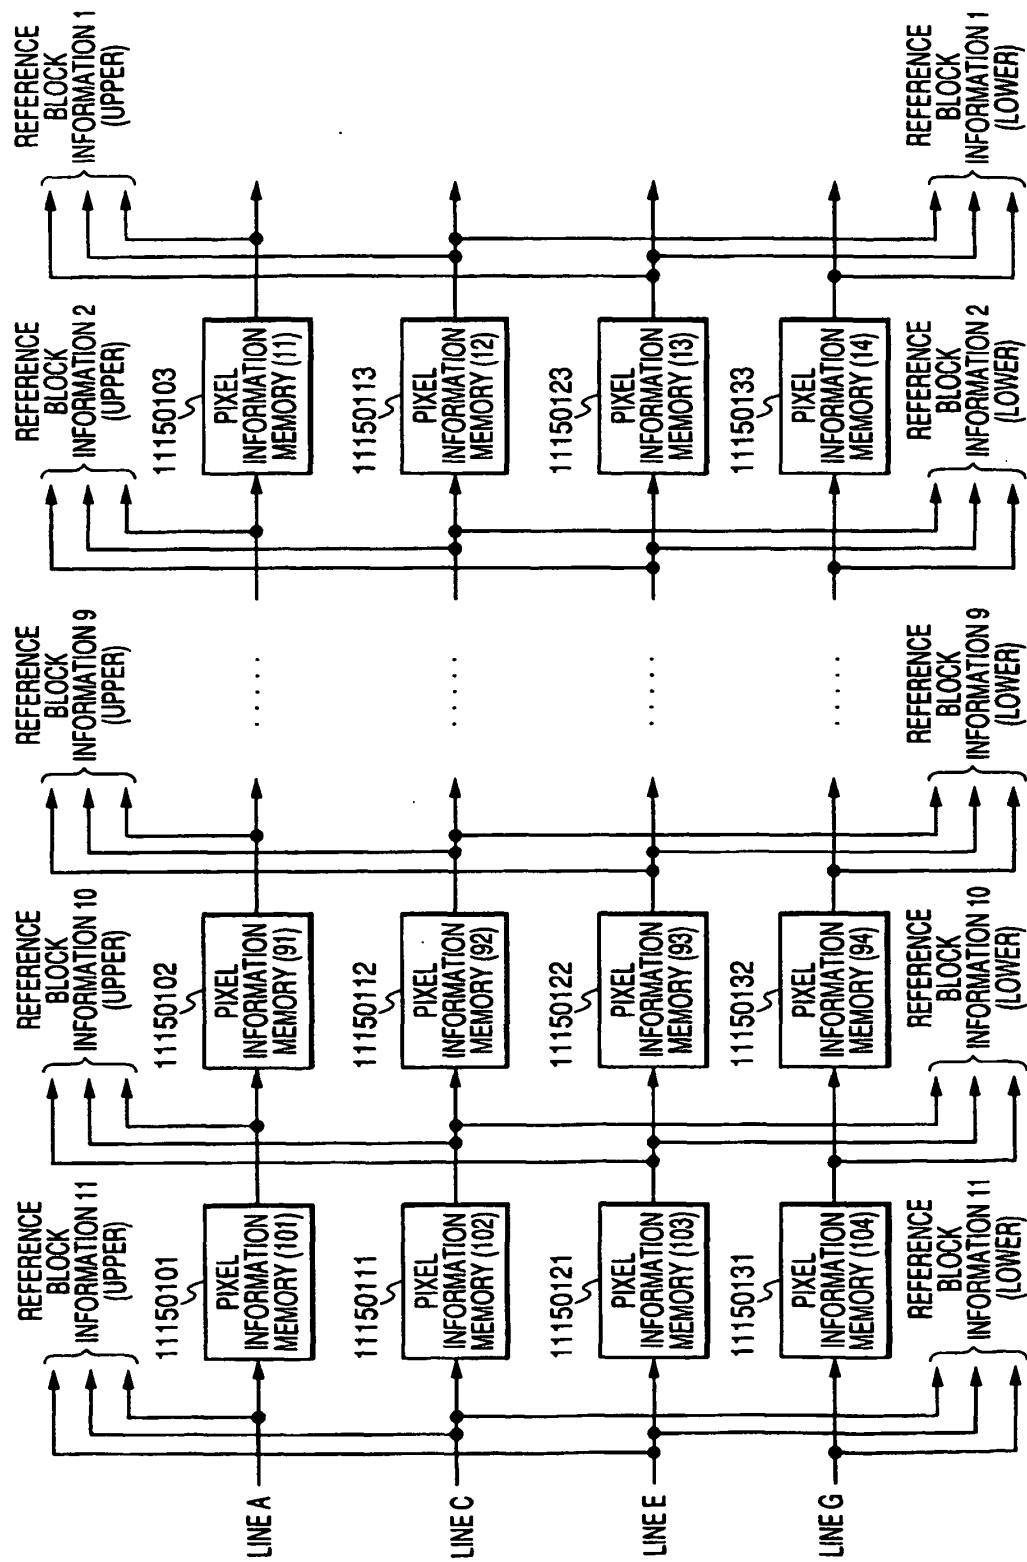 REFERENCE
BLOCK
INFORMATION 11
(UPPER)
REFERENCE
BLOCK
INFORMATION 10
(UPPER)
REFERENCE
BLOCK
INFORMATION 9
(UPPER)
REFERENCE
BLOCK
INFORMATION 2
(UPPER)
REFERENCE
BLOCK
INFORMATION 1
(UPPER)
LINE A
11150101
PIXEL
INFORMATION
MEMORY (101)
11150102
PIXEL
INFORMATION
MEMORY (91)
.....
11150103
PIXEL
INFORMATION
MEMORY (11)
LINE C
11150111
PIXEL
INFORMATION
MEMORY (102)
11150112
PIXEL
INFORMATION
MEMORY (92)
.....
11150113
PIXEL
INFORMATION
MEMORY (12)
LINE E
11150121
PIXEL
INFORMATION
MEMORY (103)
11150122
PIXEL
INFORMATION
MEMORY (93)
.....
11150123
PIXEL
INFORMATION
MEMORY (13)
LINE G
11150131
PIXEL
INFORMATION
MEMORY (104)
11150132
PIXEL
INFORMATION
MEMORY (94)
.....
11150133
PIXEL
INFORMATION
MEMORY (14)
REFERENCE
BLOCK
INFORMATION 11
(LOWER)
REFERENCE
BLOCK
INFORMATION 10
(LOWER)
REFERENCE
BLOCK
INFORMATION 9
(LOWER)
REFERENCE
BLOCK
INFORMATION 2
(LOWER)
REFERENCE
BLOCK
INFORMATION 1
(LOWER)